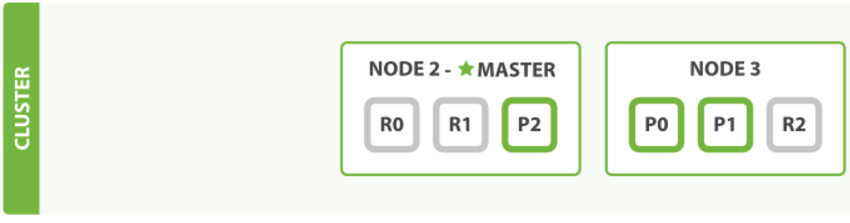 CLUSTER
NODE 2 - ★ MASTER
R0 R1 P2
NODE 3
P0 P1 R2